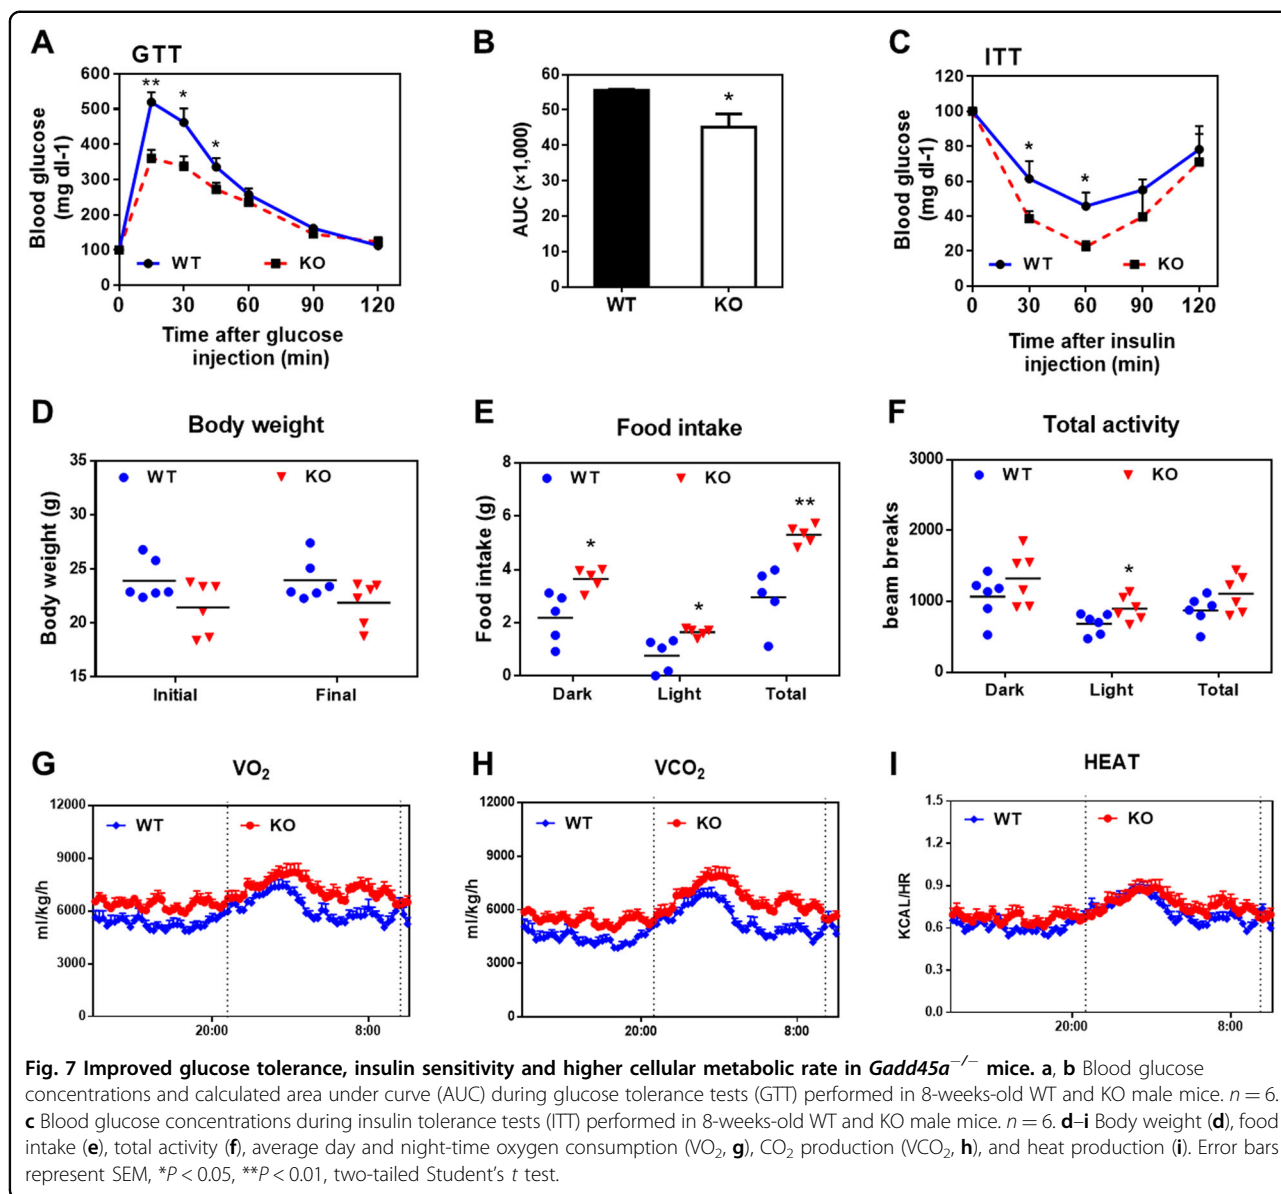 A
GTT
Blood glucose
(mg dl-1)
600
500
400
300
200
100
0
**
*
*
WT
KO
0
30
60
90
120
Time after glucose
injection (min)
B
AUC (×1,000)
60
50
40
30
20
10
0
*
WT
KO
C
ITT
Blood glucose
(mg dl-1)
120
100
80
60
40
20
0
*
*
WT
KO
0
30
60
90
120
Time after insulin
injection (min)
D
Body weight
Body weight (g)
35
30
25
20
15
WT
KO
Initial
Final
E
Food intake
Food intake (g)
8
6
4
2
0
WT
KO
*
*
**
Dark
Light
Total
F
Total activity
beam breaks
3000
2000
1000
0
WT
KO
*
Dark
Light
Total
G
VO₂
ml/kg/h
12000
9000
6000
3000
0
WT
KO
20:00
8:00
H
VCO₂
ml/kg/h
12000
9000
6000
3000
0
WT
KO
20:00
8:00
I
HEAT
KCAL/HR
1.5
1.2
0.9
0.6
0.3
0.0
WT
KO
20:00
8:00
Fig. 7 Improved glucose tolerance, insulin sensitivity and higher cellular metabolic rate in Gadd45a⁻/⁻ mice. a, b Blood glucose
concentrations and calculated area under curve (AUC) during glucose tolerance tests (GTT) performed in 8-weeks-old WT and KO male mice. n = 6.
c Blood glucose concentrations during insulin tolerance tests (ITT) performed in 8-weeks-old WT and KO male mice. n = 6. d–i Body weight (d), food
intake (e), total activity (f), average day and night-time oxygen consumption (VO₂, g), CO₂ production (VCO₂, h), and heat production (i). Error bars
represent SEM, *P < 0.05, **P < 0.01, two-tailed Student's t test.